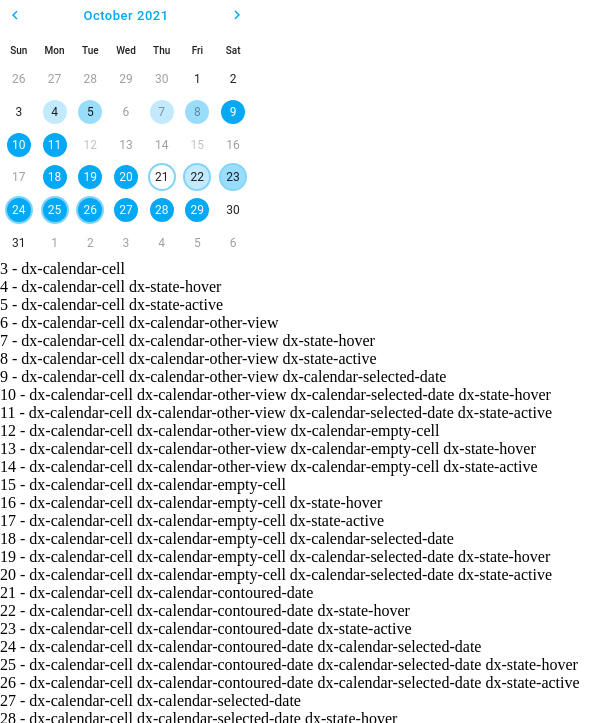 October 2021
Sun Mon Tue Wed Thu Fri Sat
26 27 28 29 30 1 2
3 4 5 6 7 8 9
10 11 12 13 14 15 16
17 18 19 20 21 22 23
24 25 26 27 28 29 30
31 1 2 3 4 5 6
3 - dx-calendar-cell
4 - dx-calendar-cell dx-state-hover
5 - dx-calendar-cell dx-state-active
6 - dx-calendar-cell dx-calendar-other-view
7 - dx-calendar-cell dx-calendar-other-view dx-state-hover
8 - dx-calendar-cell dx-calendar-other-view dx-state-active
9 - dx-calendar-cell dx-calendar-other-view dx-calendar-selected-date
10 - dx-calendar-cell dx-calendar-other-view dx-calendar-selected-date dx-state-hover
11 - dx-calendar-cell dx-calendar-other-view dx-calendar-selected-date dx-state-active
12 - dx-calendar-cell dx-calendar-other-view dx-calendar-empty-cell
13 - dx-calendar-cell dx-calendar-other-view dx-calendar-empty-cell dx-state-hover
14 - dx-calendar-cell dx-calendar-other-view dx-calendar-empty-cell dx-state-active
15 - dx-calendar-cell dx-calendar-empty-cell
16 - dx-calendar-cell dx-calendar-empty-cell dx-state-hover
17 - dx-calendar-cell dx-calendar-empty-cell dx-state-active
18 - dx-calendar-cell dx-calendar-empty-cell dx-calendar-selected-date
19 - dx-calendar-cell dx-calendar-empty-cell dx-calendar-selected-date dx-state-hover
20 - dx-calendar-cell dx-calendar-empty-cell dx-calendar-selected-date dx-state-active
21 - dx-calendar-cell dx-calendar-contoured-date
22 - dx-calendar-cell dx-calendar-contoured-date dx-state-hover
23 - dx-calendar-cell dx-calendar-contoured-date dx-state-active
24 - dx-calendar-cell dx-calendar-contoured-date dx-calendar-selected-date
25 - dx-calendar-cell dx-calendar-contoured-date dx-calendar-selected-date dx-state-hover
26 - dx-calendar-cell dx-calendar-contoured-date dx-calendar-selected-date dx-state-active
27 - dx-calendar-cell dx-calendar-selected-date
28 - dx-calendar-cell dx-calendar-selected-date dx-state-hover